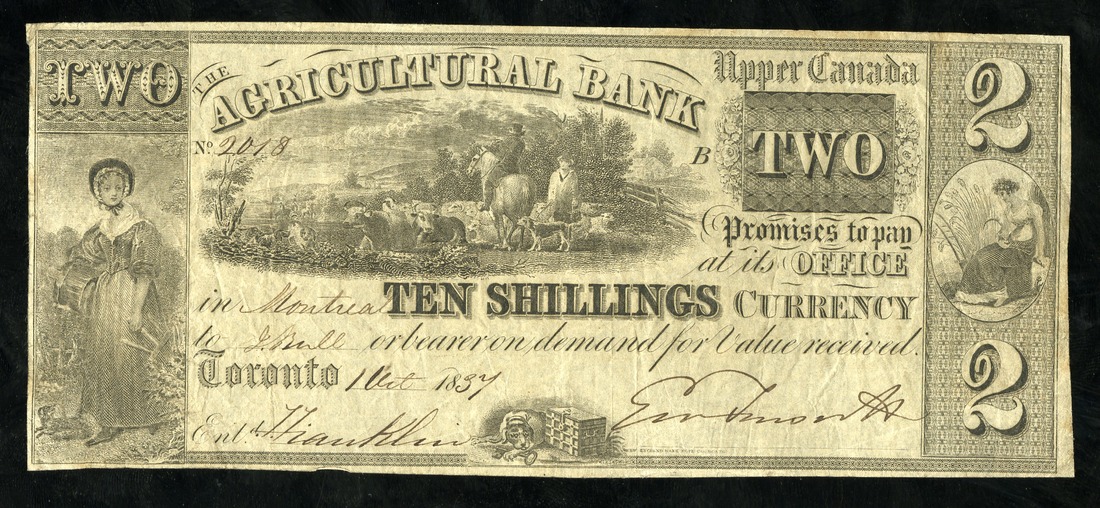 TWO
THE AGRICULTURAL BANK
Upper Canada
2
No 2018
B
TWO
Promises to pay
at its OFFICE
in Montreal TEN SHILLINGS CURRENCY
to J Bull or bearer on demand for Value received.
Toronto 1 Oct 1837
2
Entd. Franklin